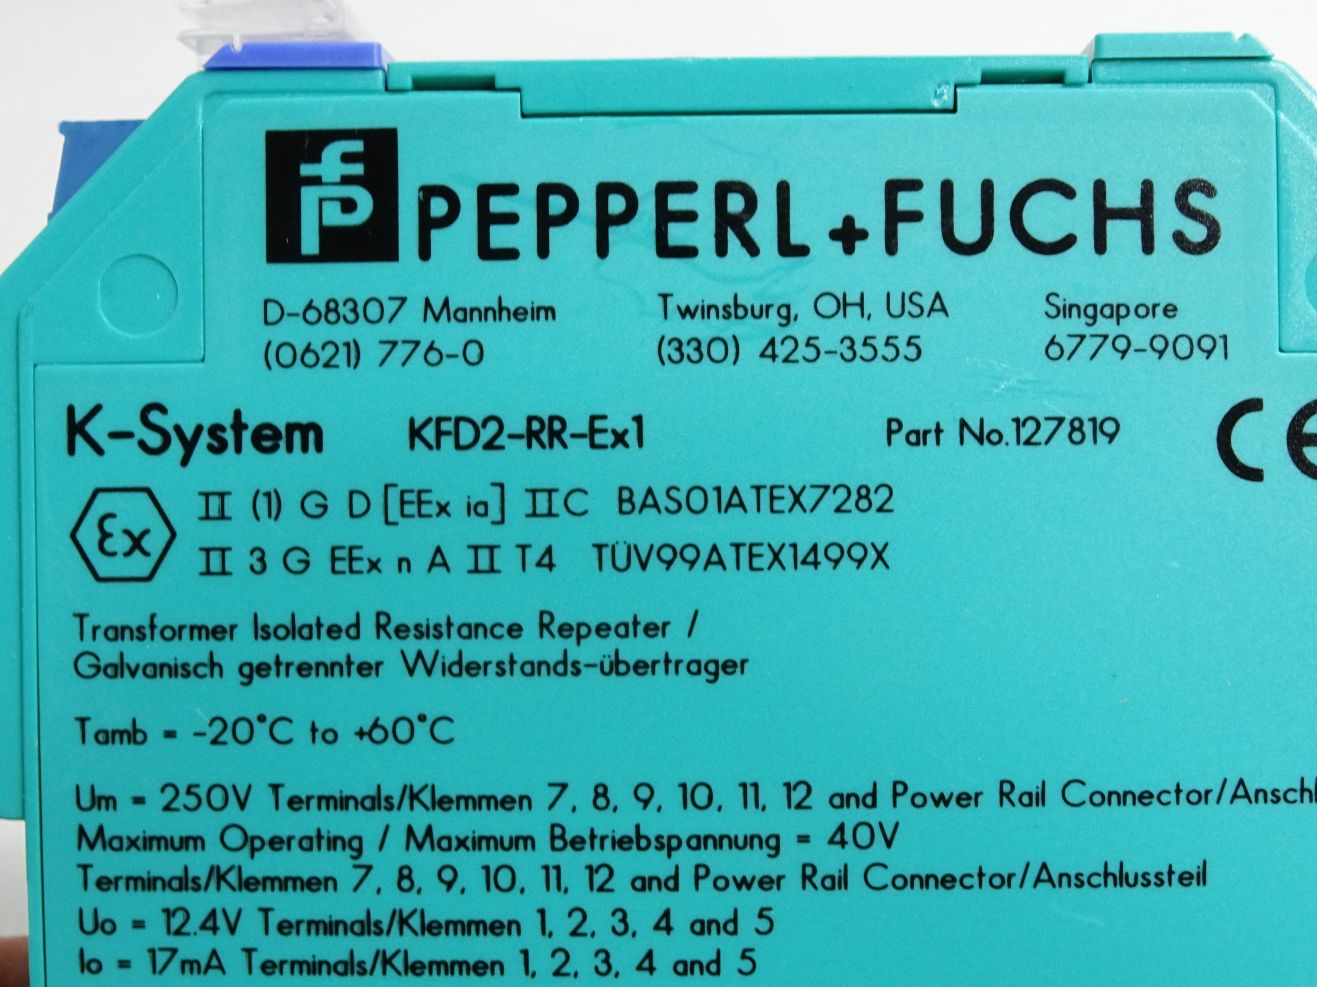 fP PEPPERL+FUCHS
D-68307 Mannheim Twinsburg, OH, USA Singapore
(0621) 776-0 (330) 425-3555 6779-9091
K-System KFD2-RR-Ex1 Part No.127819 CE
Ex II (1) G D [EEx ia] IIC BAS01ATEX7282
II 3 G EEx n A II T4 TÜV99ATEX1499X
Transformer Isolated Resistance Repeater /
Galvanisch getrennter Widerstands-übertrager
Tamb = -20°C to +60°C
Um = 250V Terminals/Klemmen 7, 8, 9, 10, 11, 12 and Power Rail Connector/Anschl
Maximum Operating / Maximum Betriebspannung = 40V
Terminals/Klemmen 7, 8, 9, 10, 11, 12 and Power Rail Connector/Anschlussteil
Uo = 12.4V Terminals/Klemmen 1, 2, 3, 4 and 5
Io = 17mA Terminals/Klemmen 1, 2, 3, 4 and 5